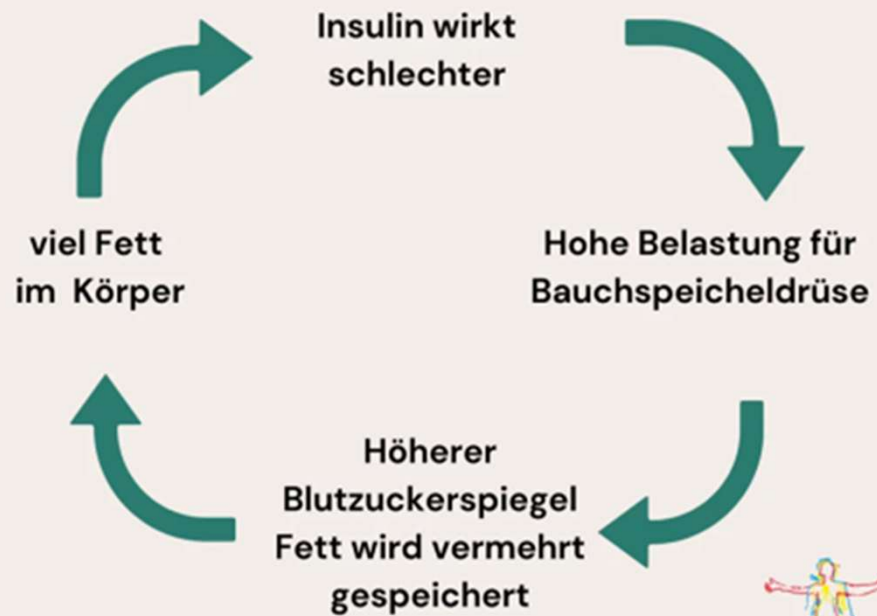 Insulin wirkt
schlechter
viel Fett
im Körper
Hohe Belastung für
Bauchspeicheldrüse
Höherer
Blutzuckerspiegel
Fett wird vermehrt
gespeichert